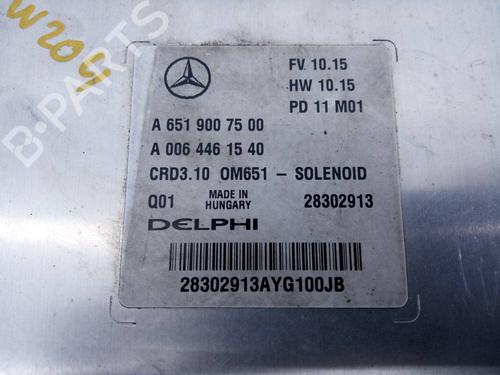 W205
B-PARTS
FV 10.15
HW 10.15
PD 11 M01
A 651 900 75 00
A 006 446 15 40
CRD3.10 OM651 - SOLENOID
Q01 MADE IN HUNGARY 28302913
DELPHI
28302913AYG100JB